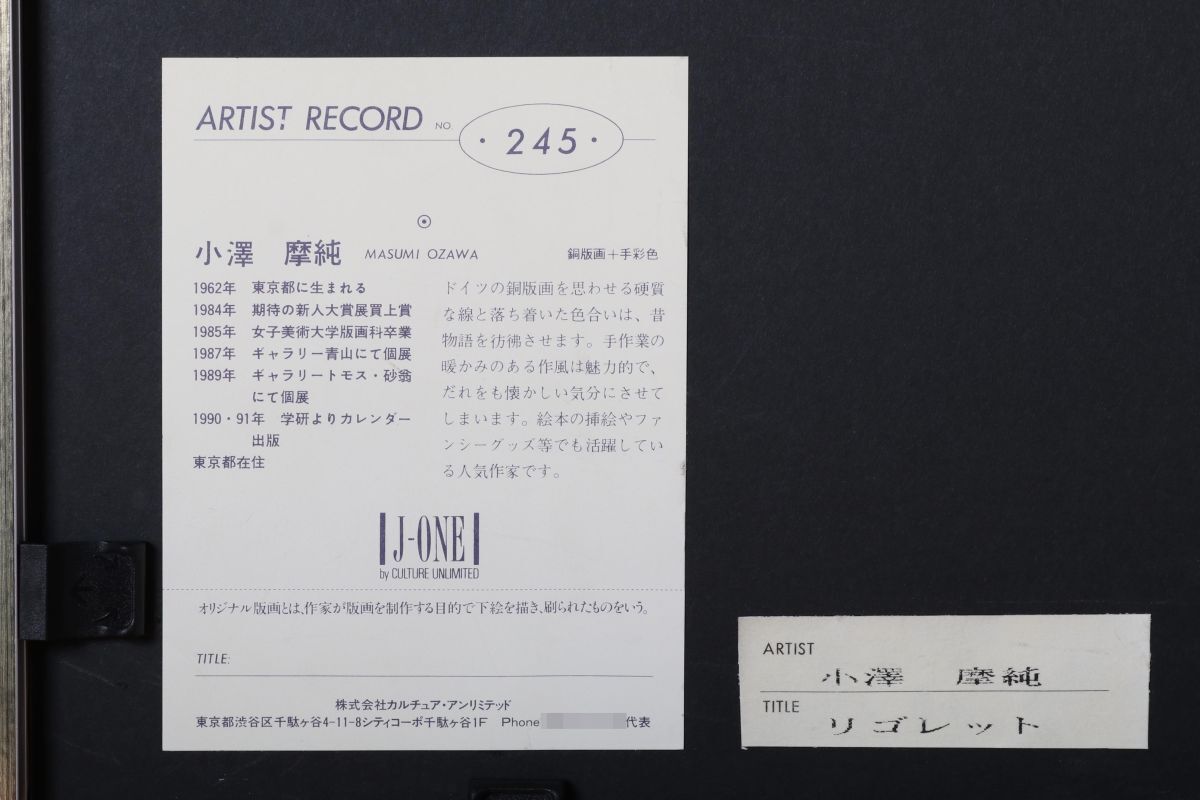 ARTIST RECORD NO. ・245・
小澤 摩純 MASUMI OZAWA 銅版画＋手彩色
1962年 東京都に生まれる
1984年 期待の新人大賞展買上賞
1985年 女子美術大学版画科卒業
1987年 ギャラリー青山にて個展
1989年 ギャラリートモス・砂翁
にて個展
1990・91年 学研よりカレンダー
出版
東京都在住
ドイツの銅版画を思わせる硬質
な線と落ち着いた色合いは、昔
物語を彷彿させます。手作業の
暖かみのある作風は魅力的で、
だれをも懐かしい気分にさせて
しまいます。絵本の挿絵やファ
ンシーグッズ等でも活躍してい
る人気作家です。
J-ONE
by CULTURE UNLIMITED
オリジナル版画とは、作家が版画を制作する目的で下絵を描き、刷られたものをいう。
TITLE:
株式会社カルチュア・アンリミテッド
東京都渋谷区千駄ヶ谷4-11-8シティコーポ千駄ヶ谷1F Phone 代表
ARTIST
小澤 摩純
TITLE
リゴレット